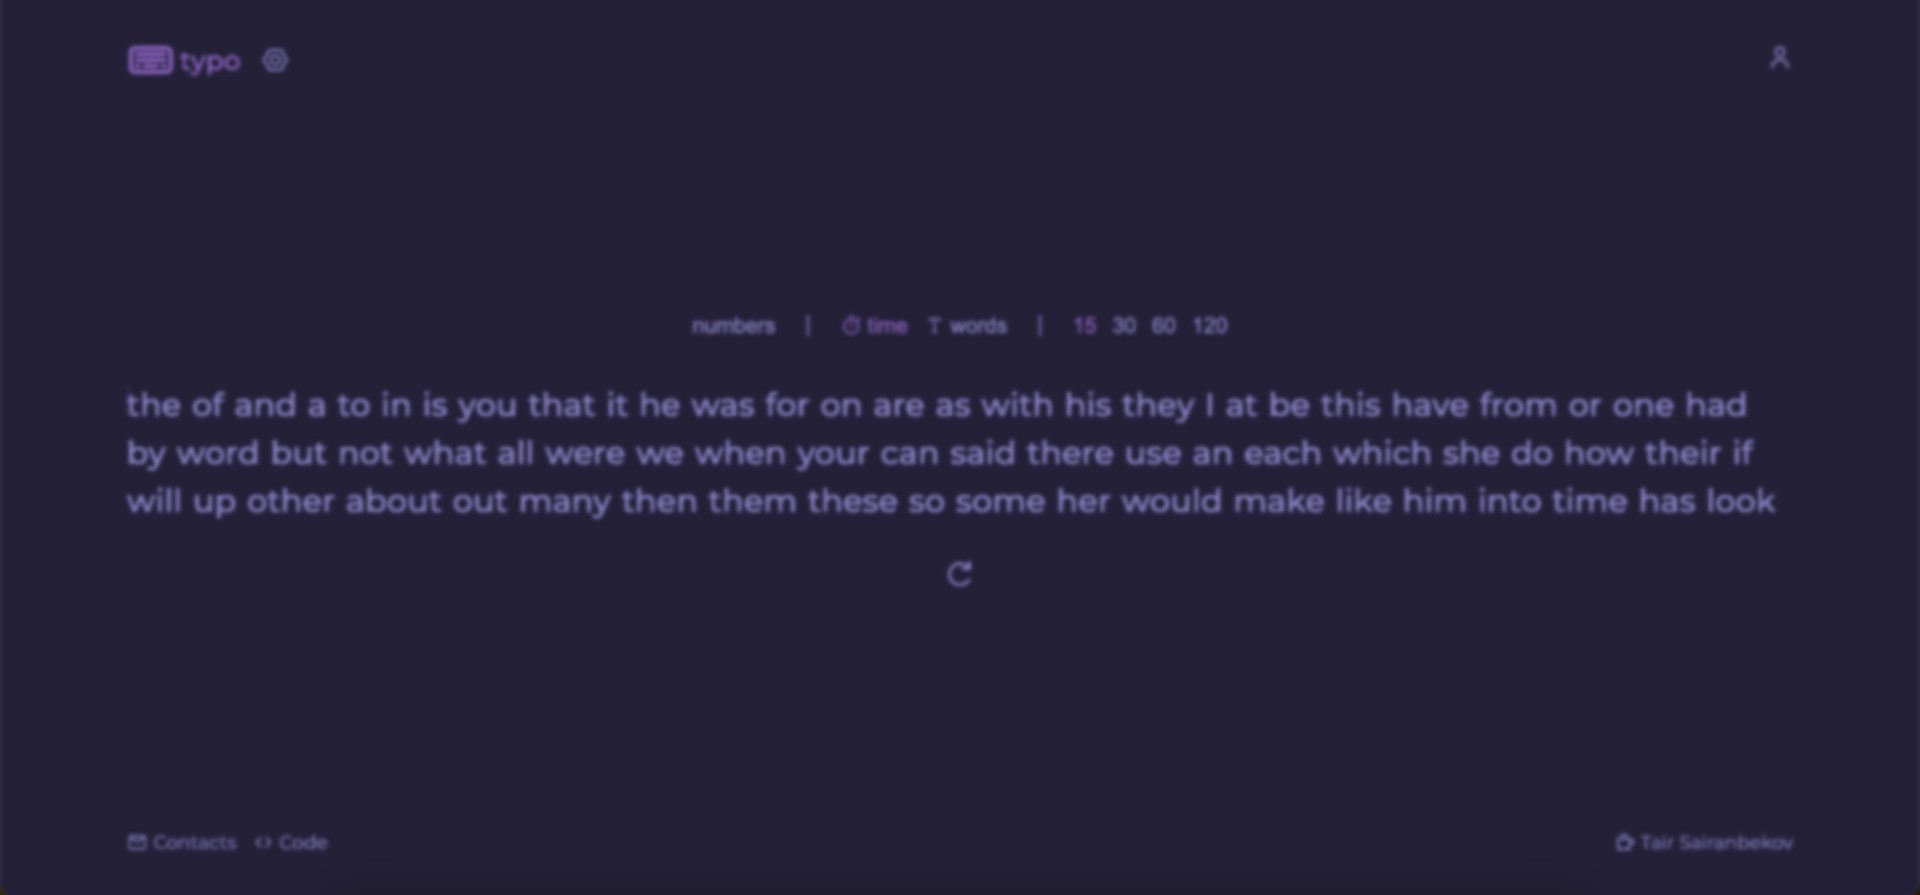 typo
numbers | time T words | 15 30 60 120
the of and a to in is you that it he was for on are as with his they I at be this have from or one had
by word but not what all were we when your can said there use an each which she do how their if
will up other about out many then them these so some her would make like him into time has look
Contacts <> Code
Tair Sairanbekov